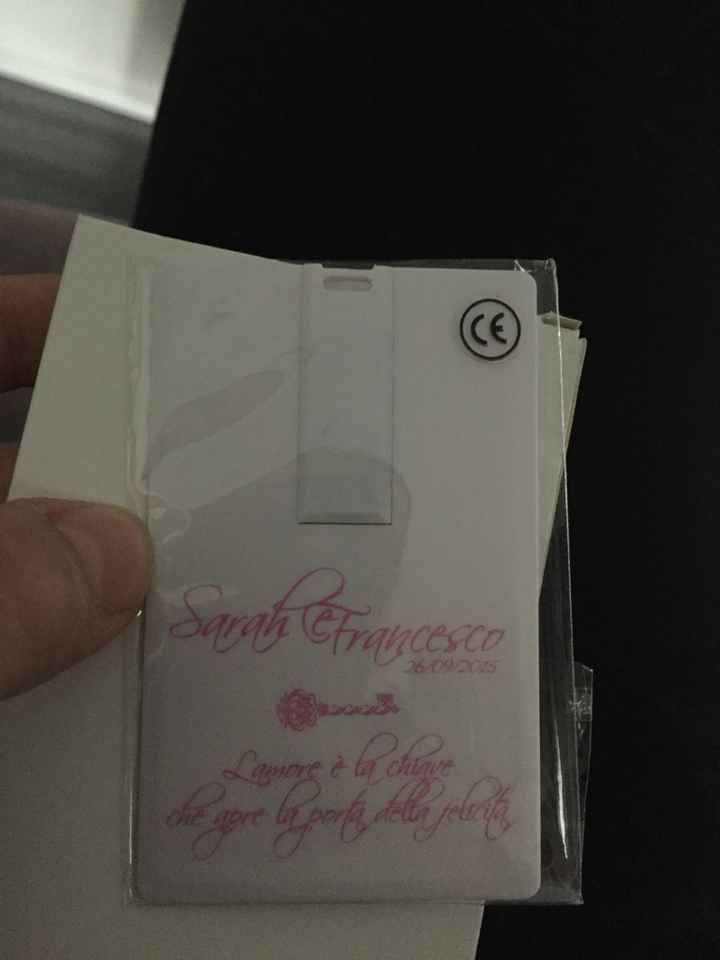 CE
Sarah e Francesco
26/09/2015
L'amore è la chiave
che apre la porta della felicità